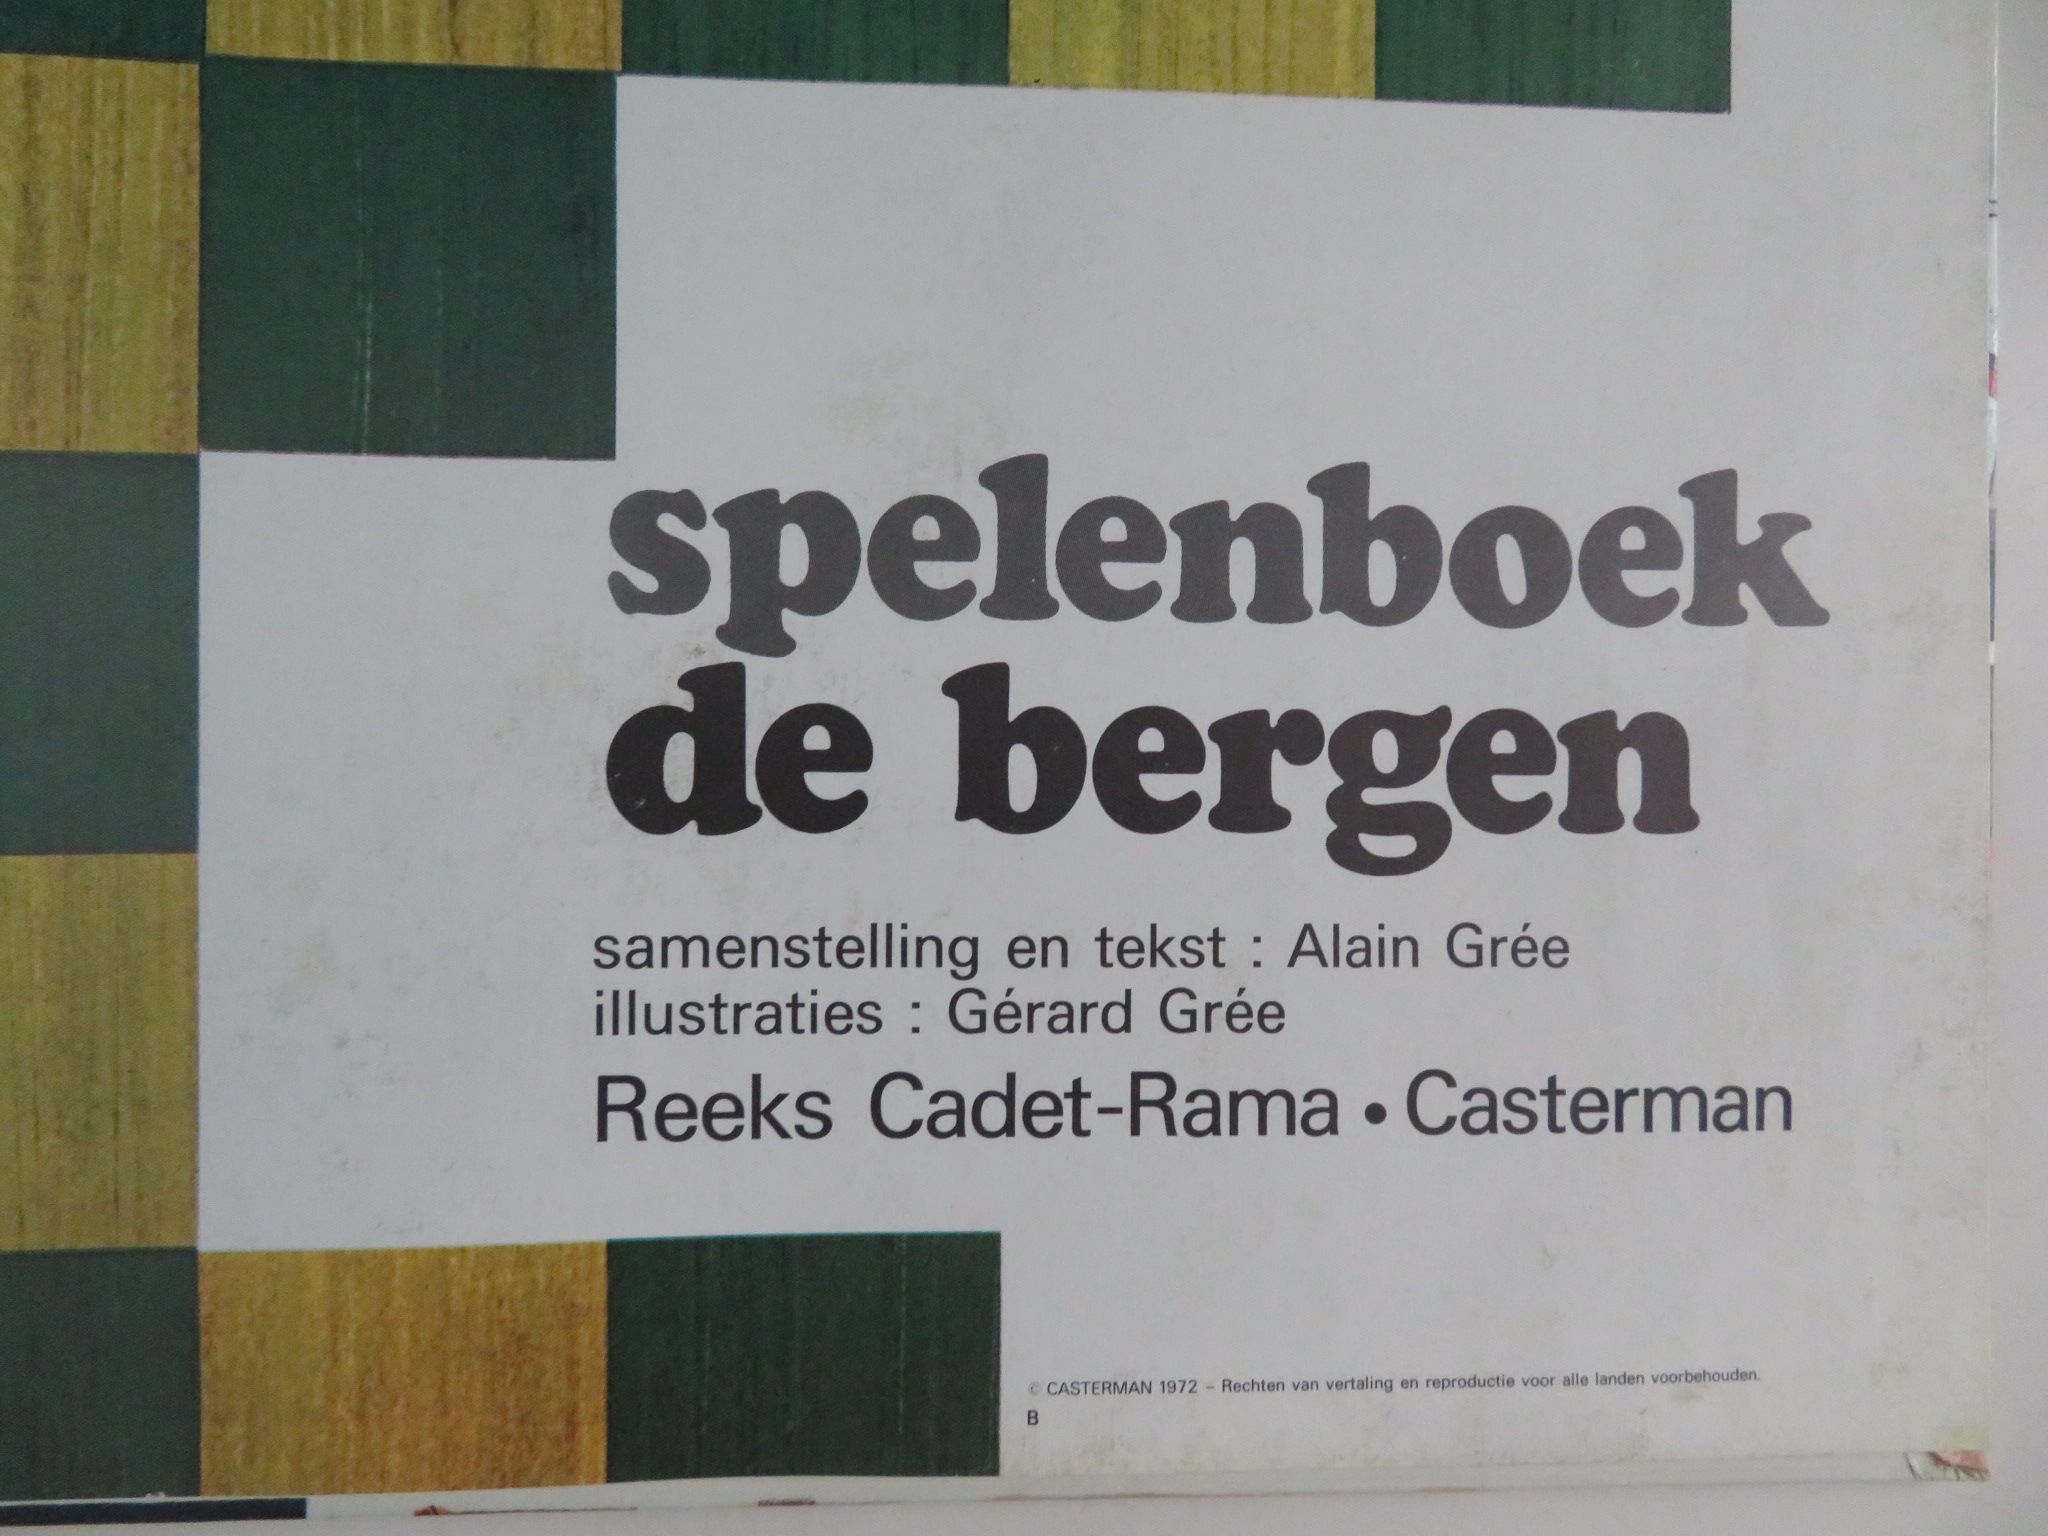 spelenboek
de bergen
samenstelling en tekst : Alain Grée
illustraties : Gérard Grée
Reeks Cadet-Rama • Casterman
© CASTERMAN 1972 – Rechten van vertaling en reproductie voor alle landen voorbehouden.
B